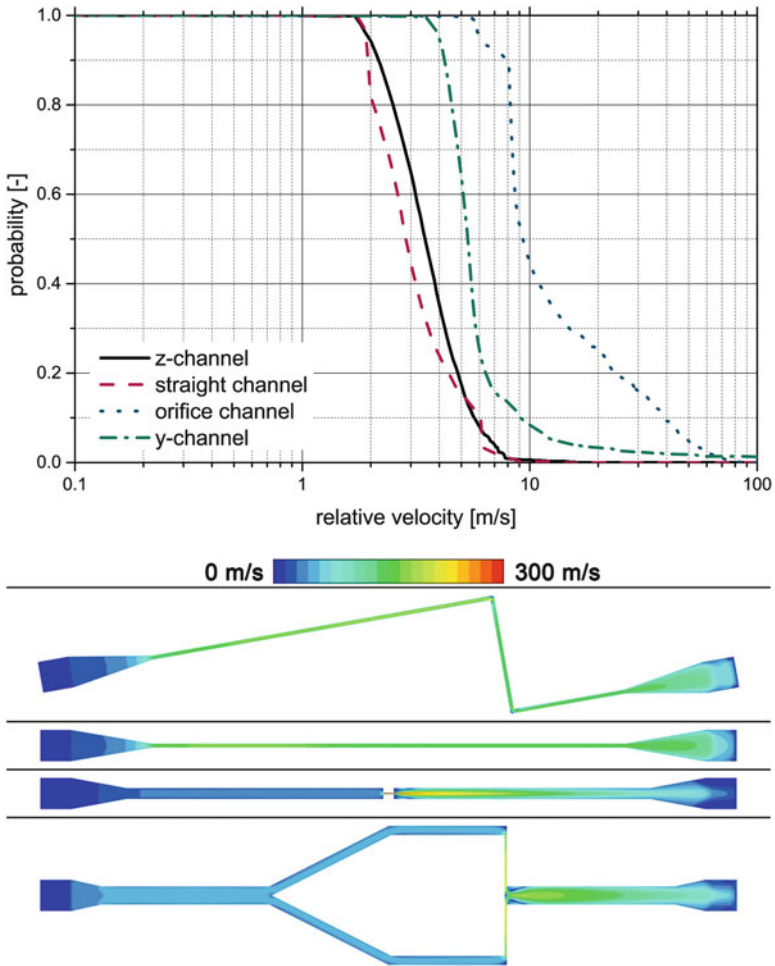 1.0
0.8
0.6
0.4
0.2
0.0
probability [-]
z-channel
straight channel
orifice channel
y-channel
0.1 1 10 100
relative velocity [m/s]
0 m/s 300 m/s